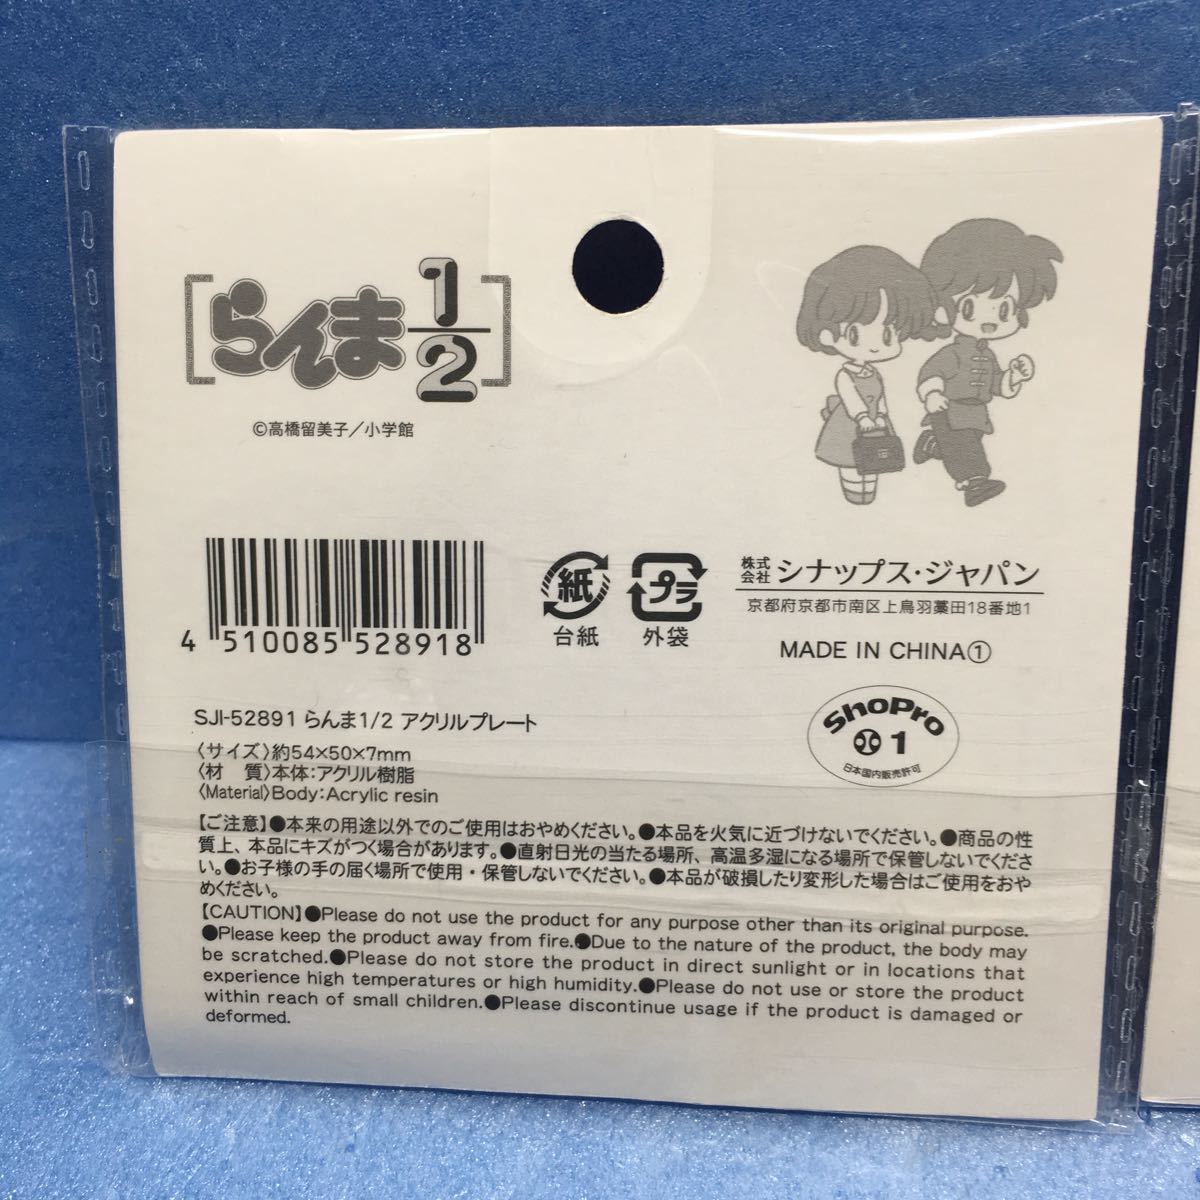 [らんま1/2]
©高橋留美子／小学館
4 510085 528918
紙
台紙
プラ
外袋
株式会社 シナップス・ジャパン
京都府京都市南区上鳥羽藁田18番地1
MADE IN CHINA①
SJI-52891 らんま1/2 アクリルプレート
〈サイズ〉約54×50×7mm
〈材　質〉本体：アクリル樹脂
〈Material〉Body：Acrylic resin
ShoPro
1
日本国内販売許可
【ご注意】●本来の用途以外でのご使用はおやめください。●本品を火気に近づけないでください。●商品の性
質上、本品にキズがつく場合があります。●直射日光の当たる場所、高温多湿になる場所で保管しないでくださ
い。●お子様の手の届く場所で使用・保管しないでください。●本品が破損したり変形した場合はご使用をおや
めください。
【CAUTION】●Please do not use the product for any purpose other than its original purpose.
●Please keep the product away from fire.●Due to the nature of the product, the body may
be scratched.●Please do not store the product in direct sunlight or in locations that
experience high temperatures or high humidity.●Please do not use or store the product
within reach of small children.●Please discontinue usage if the product is damaged or
deformed.